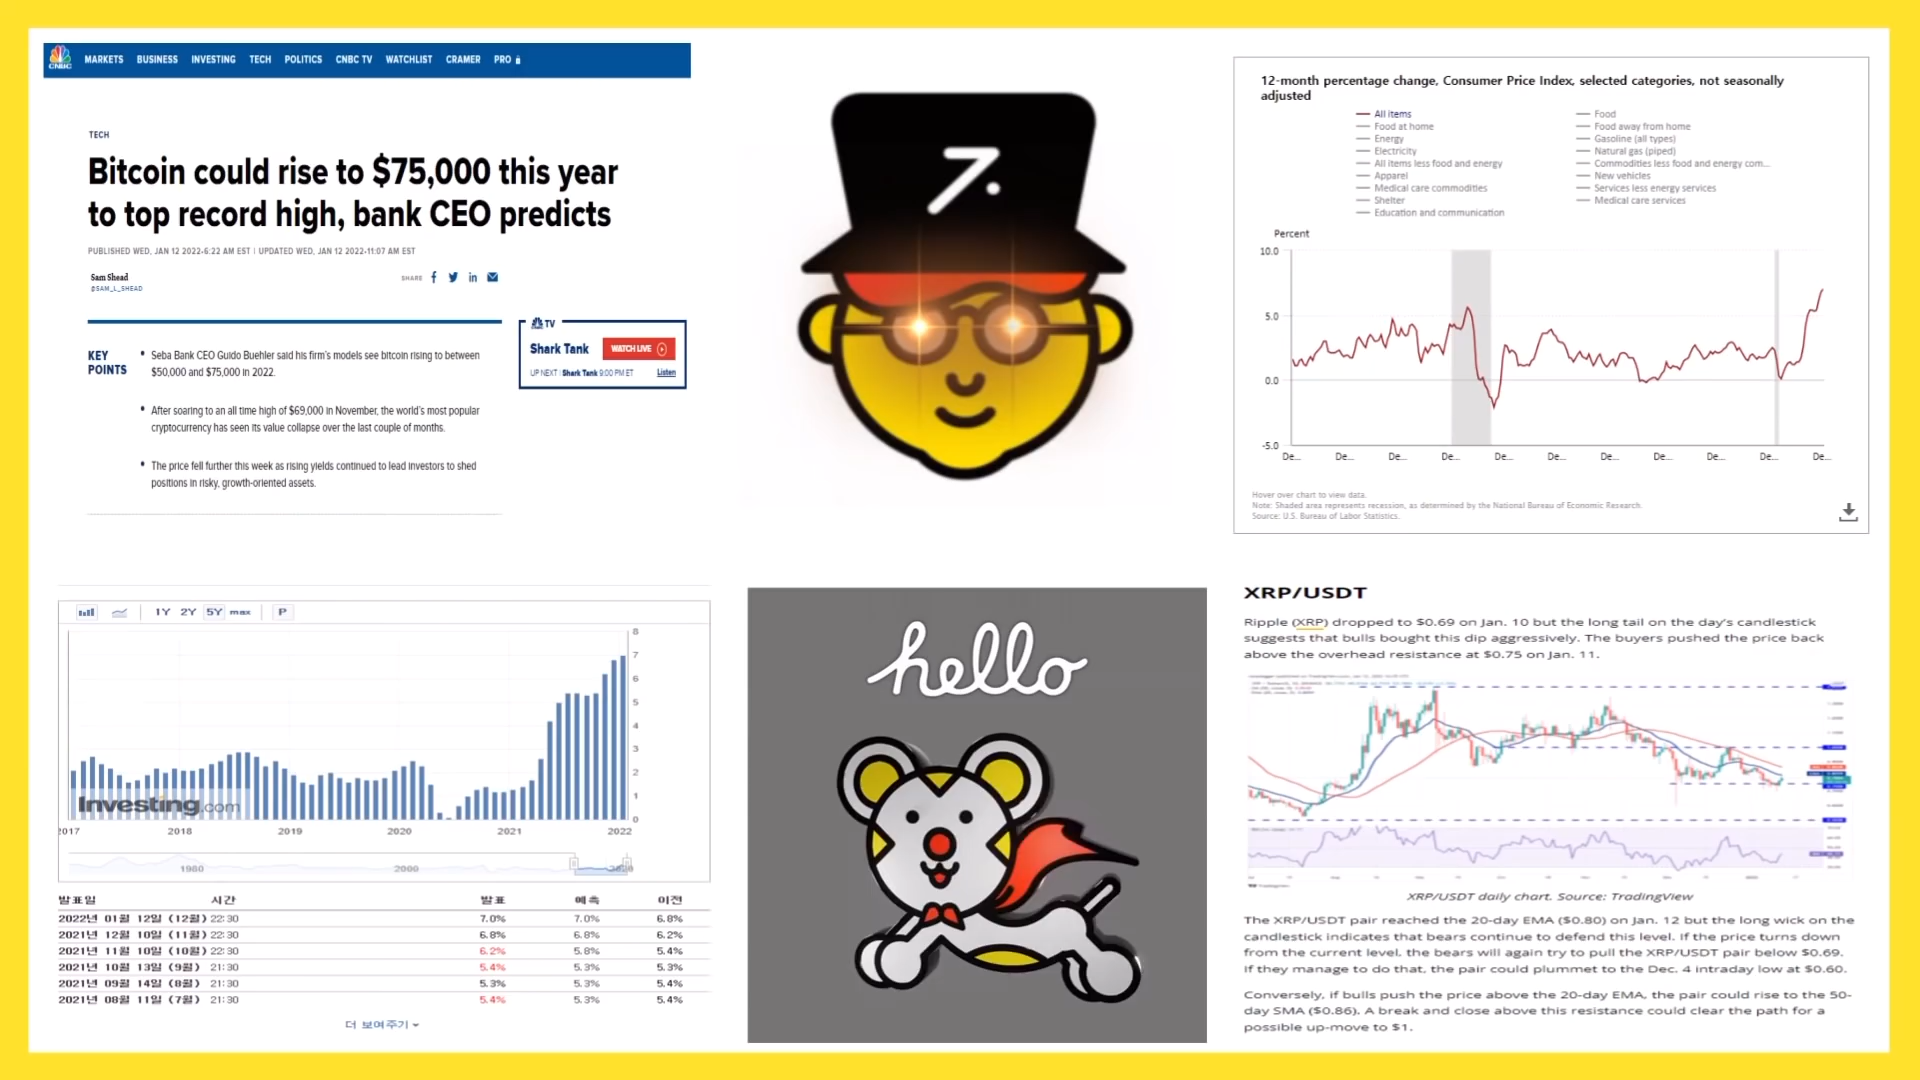 CNBC
MARKETS BUSINESS INVESTING TECH POLITICS CNBC TV WATCHLIST CRAMER PRO
TECH
Bitcoin could rise to $75,000 this year
to top record high, bank CEO predicts
PUBLISHED WED, JAN 12 2022-6:22 AM EST | UPDATED WED, JAN 12 2022-11:07 AM EST
Sam Shead
@SAM_L_SHEAD
SHARE
KEY
POINTS
• Seba Bank CEO Guido Buehler said his firm's models see bitcoin rising to between
$50,000 and $75,000 in 2022.
• After soaring to an all time high of $69,000 in November, the world's most popular
cryptocurrency has seen its value collapse over the last couple of months.
• The price fell further this week as rising yields continued to lead investors to shed
positions in risky, growth-oriented assets.
TV
Shark Tank
WATCH LIVE
UP NEXT | Shark Tank 9:00 PM ET
Listen
7.
12-month percentage change, Consumer Price Index, selected categories, not seasonally
adjusted
All items
Food at home
Energy
Electricity
All items less food and energy
Apparel
Medical care commodities
Shelter
Education and communication
Food
Food away from home
Gasoline (all types)
Natural gas (piped)
Commodities less food and energy com...
New vehicles
Services less energy services
Medical care services
Percent
10.0
5.0
0.0
-5.0
De... De... De... De... De... De... De... De... De... De... De...
Hover over chart to view data.
Note: Shaded area represents recession, as determined by the National Bureau of Economic Research.
Source: U.S. Bureau of Labor Statistics.
1Y 2Y 5Y max P
8
7
6
5
4
3
2
1
0
Investing.com
2017 2018 2019 2020 2021 2022
1980 2000 2020
발표일 시간 발표 예측 이전
2022년 01월 12일 (12월) 22:30 7.0% 7.0% 6.8%
2021년 12월 10일 (11월) 22:30 6.8% 6.8% 6.2%
2021년 11월 10일 (10월) 22:30 6.2% 5.8% 5.4%
2021년 10월 13일 (9월) 21:30 5.4% 5.3% 5.3%
2021년 09월 14일 (8월) 21:30 5.3% 5.3% 5.4%
2021년 08월 11일 (7월) 21:30 5.4% 5.3% 5.4%
더 보여주기
hello
XRP/USDT
Ripple (XRP) dropped to $0.69 on Jan. 10 but the long tail on the day's candlestick
suggests that bulls bought this dip aggressively. The buyers pushed the price back
above the overhead resistance at $0.75 on Jan. 11.
XRP/USDT daily chart. Source: TradingView
The XRP/USDT pair reached the 20-day EMA ($0.80) on Jan. 12 but the long wick on the
candlestick indicates that bears continue to defend this level. If the price turns down
from the current level, the bears will again try to pull the XRP/USDT pair below $0.69.
If they manage to do that, the pair could plummet to the Dec. 4 intraday low at $0.60.
Conversely, if bulls push the price above the 20-day EMA, the pair could rise to the 50-
day SMA ($0.86). A break and close above this resistance could clear the path for a
possible up-move to $1.